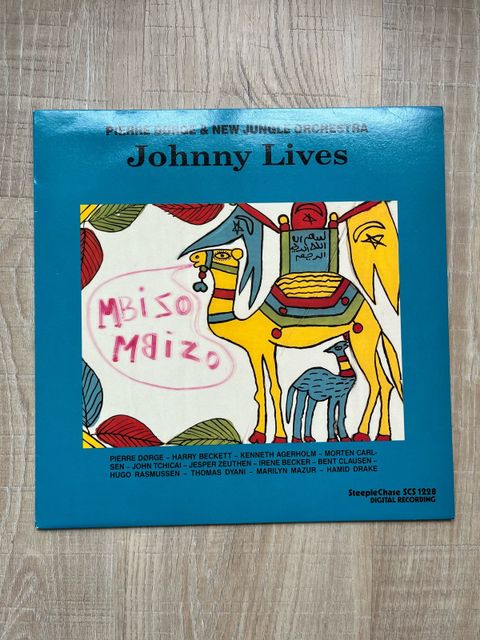 PIERRE DØRGE & NEW JUNGLE ORCHESTRA
Johnny Lives
MBIZO
MBIZO
PIERRE DØRGE – HARRY BECKETT – KENNETH AGERHOLM – MORTEN CARL-
SEN – JOHN TCHICAI – JESPER ZEUTHEN – IRENE BECKER – BENT CLAUSEN –
HUGO RASMUSSEN – THOMAS DYANI – MARILYN MAZUR – HAMID DRAKE
SteepleChase SCS 1228
DIGITAL RECORDING